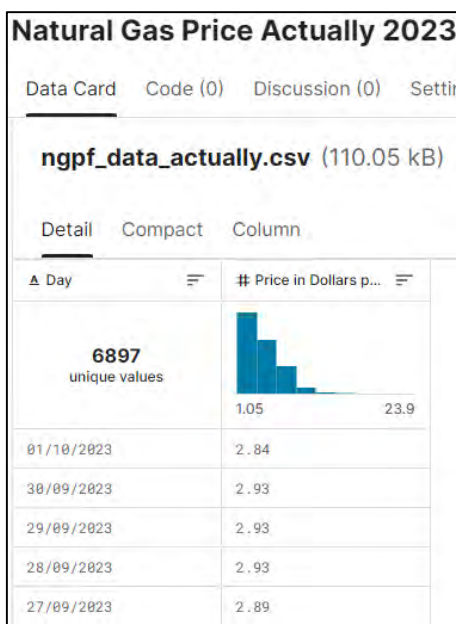 Natural Gas Price Actually 2023
Data Card Code (0) Discussion (0)
ngpf_data_actually.csv (110.05 kB)
Detail Compact Column
A Day # Price in Dollars p...
6897
unique values
1.05 23.9
01/10/2023 2.84
30/09/2023 2.93
29/09/2023 2.93
28/09/2023 2.93
27/09/2023 2.89